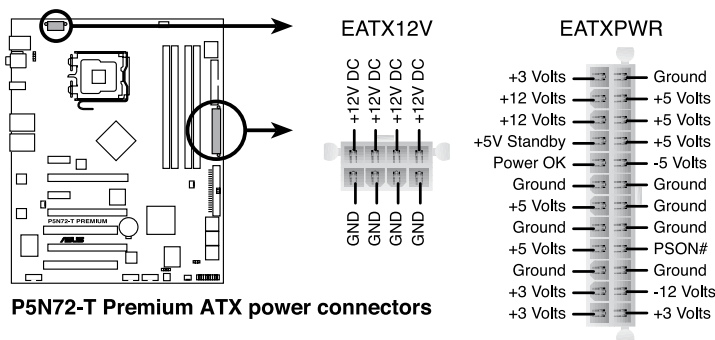 EATX12V
+12V DC
+12V DC
+12V DC
+12V DC
GND
GND
GND
GND
EATXPWR
+3 Volts Ground
+12 Volts +5 Volts
+12 Volts +5 Volts
+5V Standby +5 Volts
Power OK -5 Volts
Ground Ground
+5 Volts Ground
Ground Ground
+5 Volts PSON#
Ground Ground
+3 Volts -12 Volts
+3 Volts +3 Volts
P5N72-T PREMIUM
ASUS
P5N72-T Premium ATX power connectors